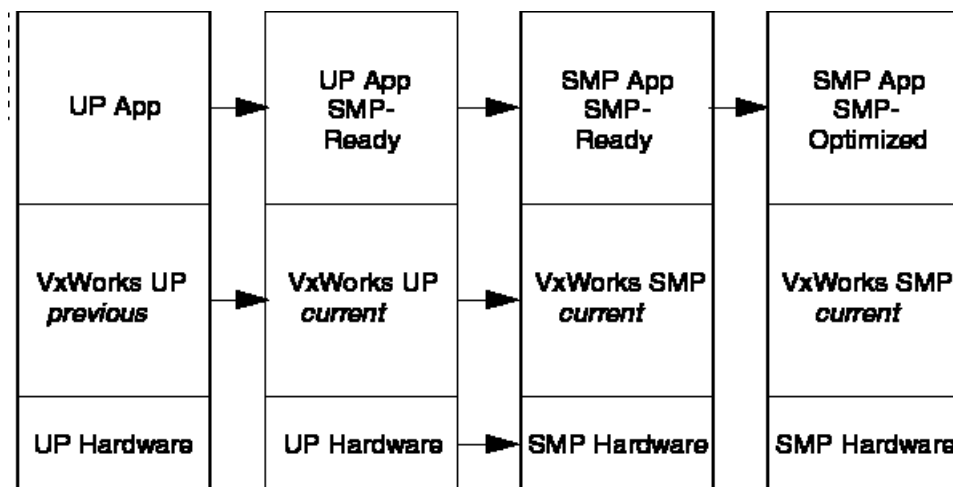 UP App
UP App
SMP-
Ready
SMP App
SMP-
Ready
SMP App
SMP-
Optimized
VxWorks UP
previous
VxWorks UP
current
VxWorks SMP
current
VxWorks SMP
current
UP Hardware
UP Hardware
SMP Hardware
SMP Hardware